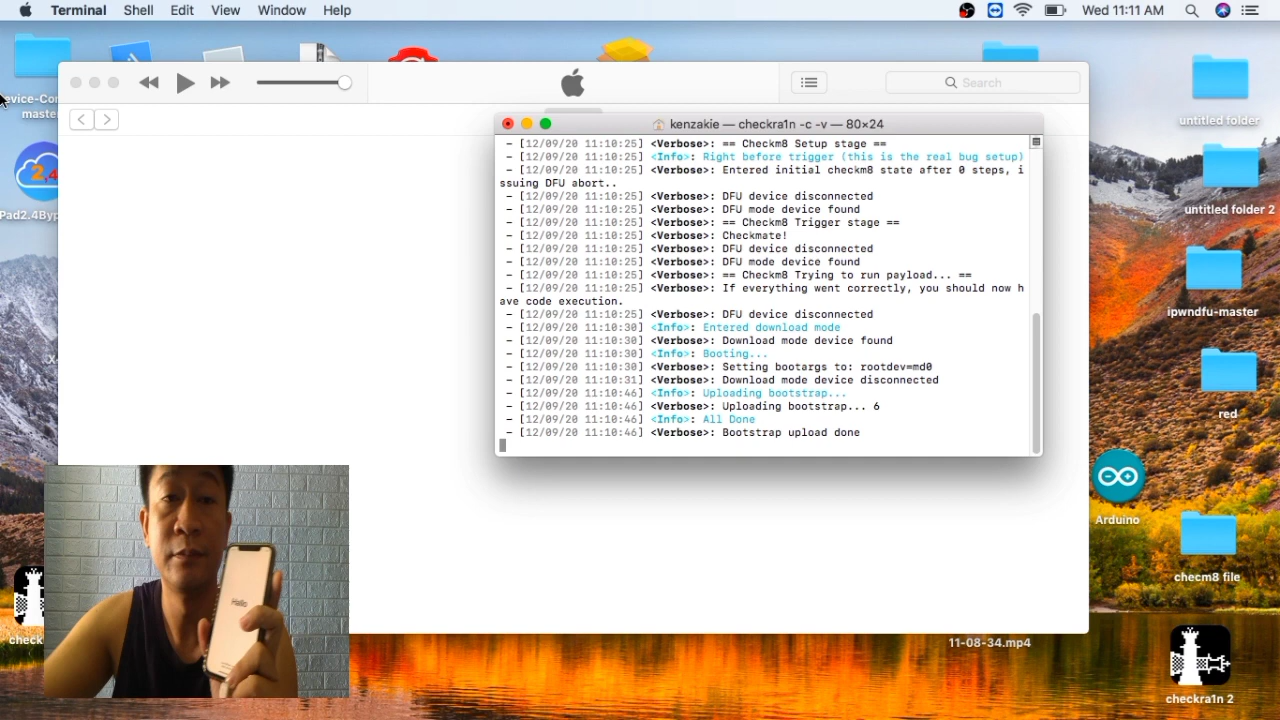 Terminal Shell Edit View Window Help Wed 11:11 AM
Search
untitled folder
untitled folder 2
ipwndfu-master
red
Arduino
checm8 file
checkra1n 2
11-08-34.mp4
master
2,4
kenzakie — checkra1n -c -v — 80×24
- [12/09/20 11:10:25] <Verbose>: == Checkm8 Setup stage ==
- [12/09/20 11:10:25] <Info>: Right before trigger (this is the real bug setup)
- [12/09/20 11:10:25] <Verbose>: Entered initial checkm8 state after 0 steps, i
ssuing DFU abort..
- [12/09/20 11:10:25] <Verbose>: DFU device disconnected
- [12/09/20 11:10:25] <Verbose>: DFU mode device found
- [12/09/20 11:10:25] <Verbose>: == Checkm8 Trigger stage ==
- [12/09/20 11:10:25] <Verbose>: Checkmate!
- [12/09/20 11:10:25] <Verbose>: DFU device disconnected
- [12/09/20 11:10:25] <Verbose>: DFU mode device found
- [12/09/20 11:10:25] <Verbose>: == Checkm8 Trying to run payload... ==
- [12/09/20 11:10:25] <Verbose>: If everything went correctly, you should now h
ave code execution.
- [12/09/20 11:10:25] <Verbose>: DFU device disconnected
- [12/09/20 11:10:30] <Info>: Entered download mode
- [12/09/20 11:10:30] <Verbose>: Download mode device found
- [12/09/20 11:10:30] <Info>: Booting...
- [12/09/20 11:10:30] <Verbose>: Setting bootargs to: rootdev=md0
- [12/09/20 11:10:31] <Verbose>: Download mode device disconnected
- [12/09/20 11:10:46] <Info>: Uploading bootstrap...
- [12/09/20 11:10:46] <Verbose>: Uploading bootstrap... 6
- [12/09/20 11:10:46] <Info>: All Done
- [12/09/20 11:10:46] <Verbose>: Bootstrap upload done
Hello